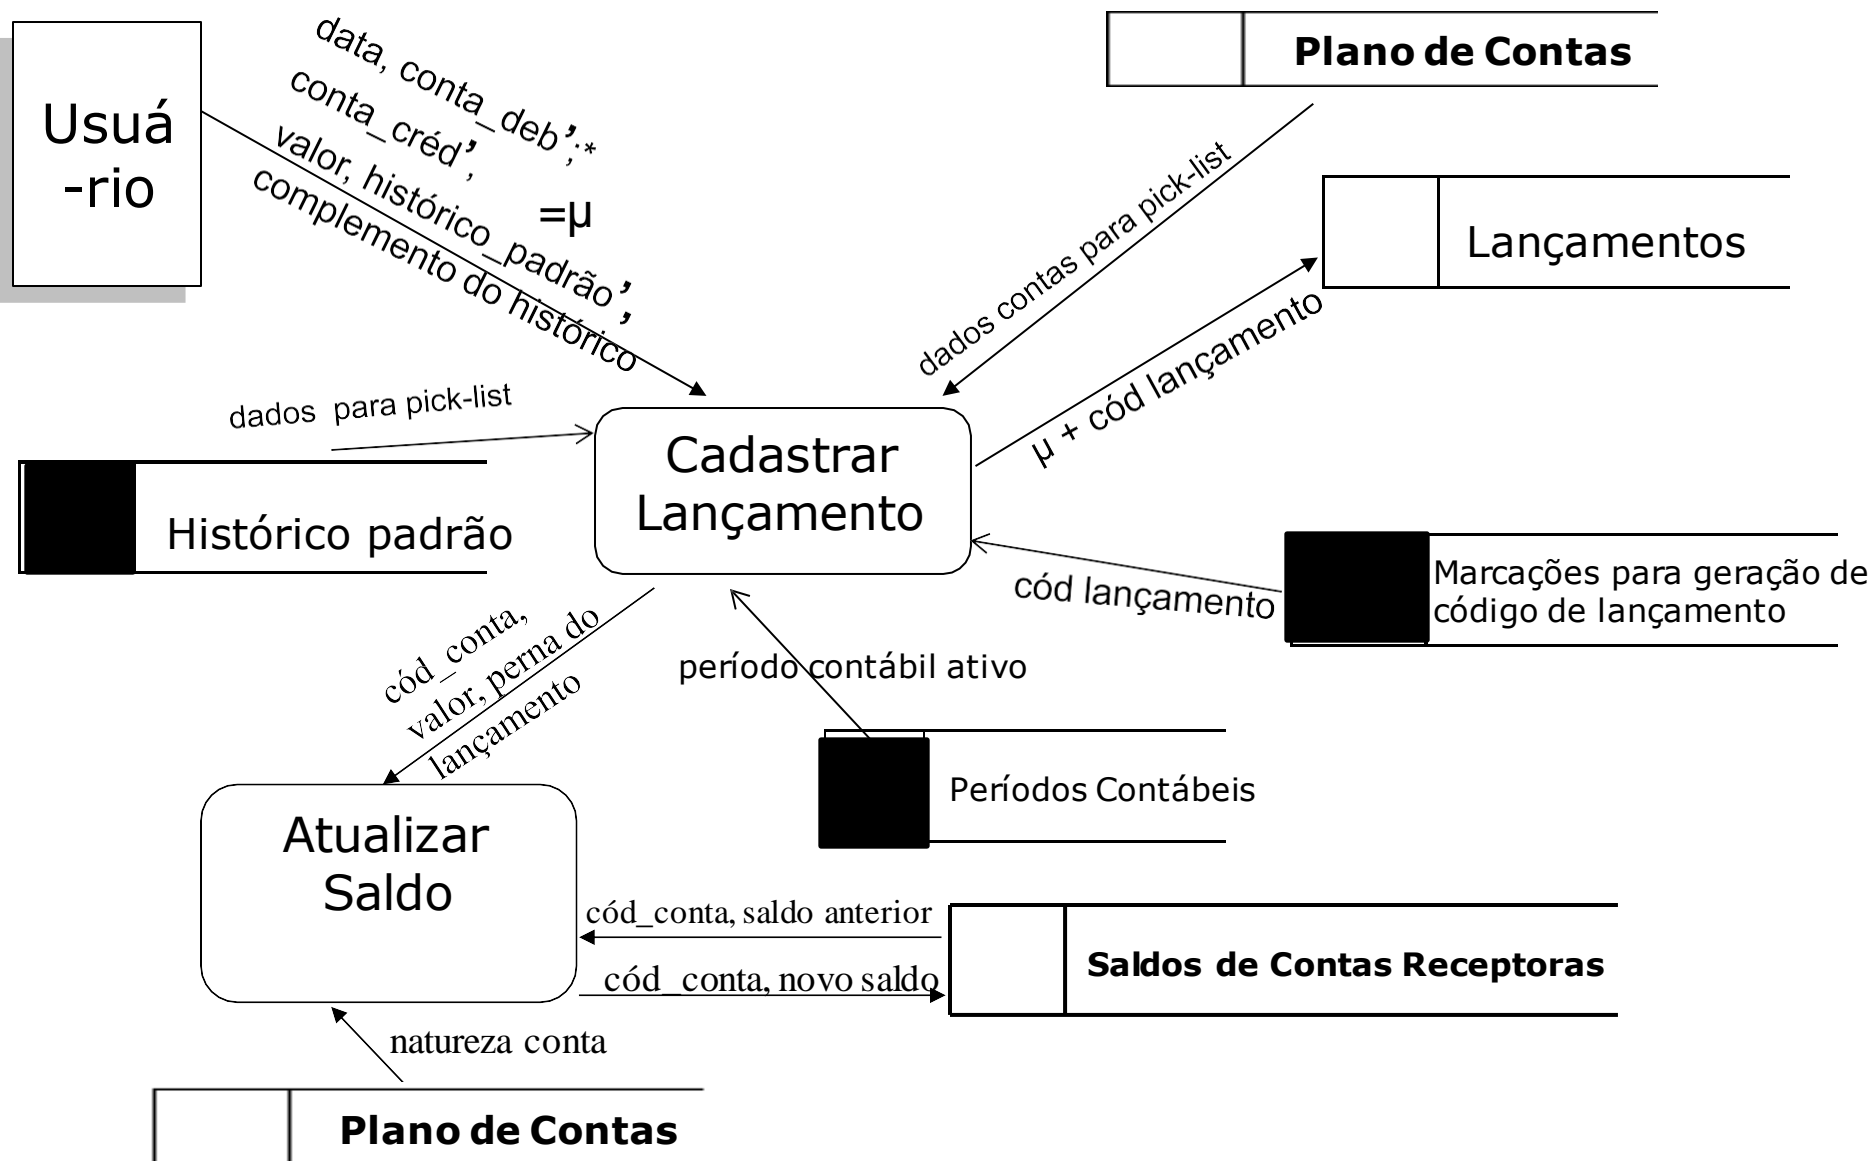 Usuá
-rio
data, conta_deb’,;*
conta_créd’,
valor, histórico_padrão’,
complemento do histórico
=µ
Plano de Contas
dados contas para pick-list
Lançamentos
µ + cód lançamento
dados para pick-list
Histórico padrão
Cadastrar
Lançamento
cód lançamento
Marcações para geração de
código de lançamento
cód_conta,
valor, perna do
lançamento
período contábil ativo
Períodos Contábeis
Atualizar
Saldo
cód_conta, saldo anterior
cód_conta, novo saldo
Saldos de Contas Receptoras
natureza conta
Plano de Contas